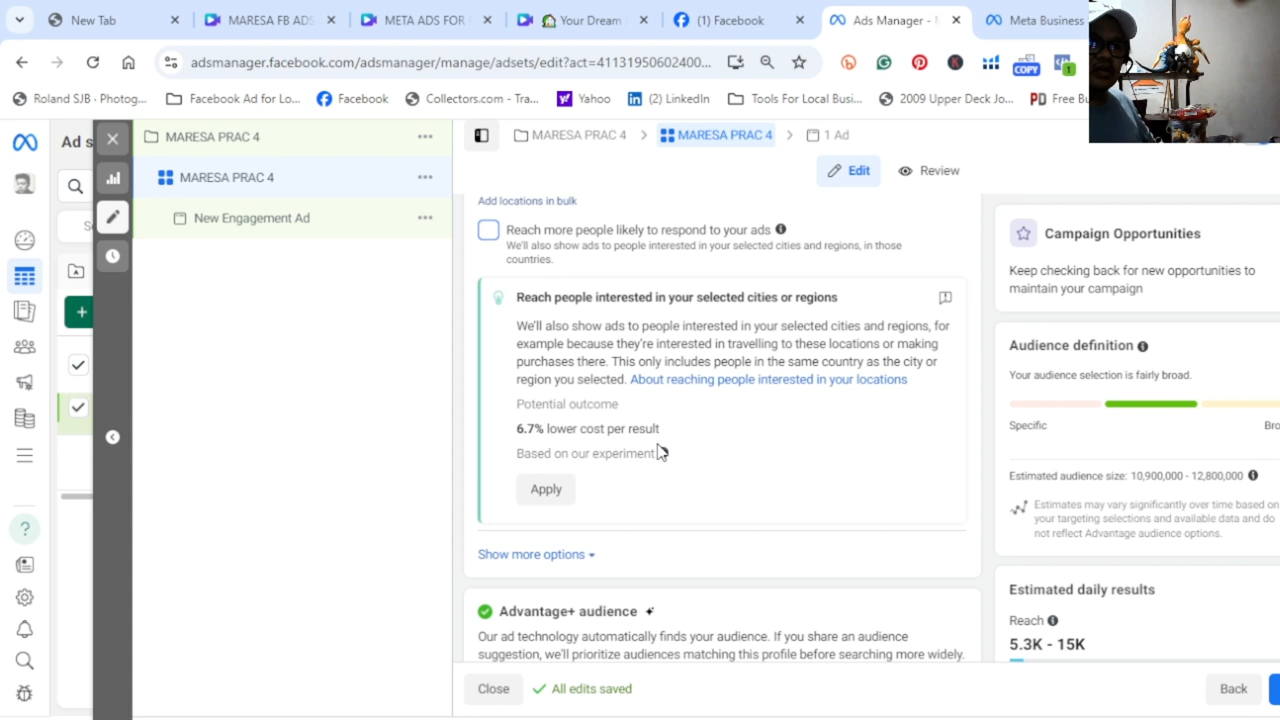 New Tab
MARESA FB ADS
META ADS FOR
Your Dream
(1) Facebook
Ads Manager -
Meta Business
adsmanager.facebook.com/adsmanager/manage/adsets/edit?act=41131950602400...
COPY
1
Roland SJB - Photog...
Facebook Ad for Lo...
Facebook
Collectors.com - Tra...
Yahoo
(2) LinkedIn
Tools For Local Busi...
2009 Upper Deck Jo...
Free Bu
Ad s
MARESA PRAC 4
MARESA PRAC 4
New Engagement Ad
MARESA PRAC 4
MARESA PRAC 4
1 Ad
Edit
Review
Add locations in bulk
Reach more people likely to respond to your ads
We'll also show ads to people interested in your selected cities and regions, in those
countries.
Reach people interested in your selected cities or regions
We'll also show ads to people interested in your selected cities and regions, for
example because they're interested in travelling to these locations or making
purchases there. This only includes people in the same country as the city or
region you selected. About reaching people interested in your locations
Potential outcome
6.7% lower cost per result
Based on our experiment
Apply
Show more options
Advantage+ audience
Our ad technology automatically finds your audience. If you share an audience
suggestion, we'll prioritize audiences matching this profile before searching more widely.
Close
All edits saved
Back
Campaign Opportunities
Keep checking back for new opportunities to
maintain your campaign
Audience definition
Your audience selection is fairly broad.
Specific
Bro
Estimated audience size: 10,900,000 - 12,800,000
Estimates may vary significantly over time based on
your targeting selections and available data and do
not reflect Advantage audience options.
Estimated daily results
Reach
5.3K - 15K